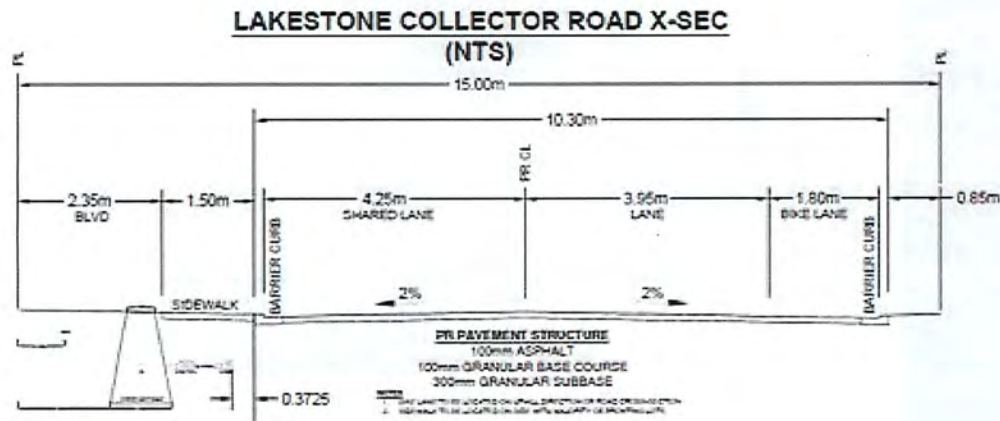 LAKESTONE COLLECTOR ROAD X-SEC
(NTS)
PL
PL
15.00m
10.30m
PR CL
2.35m
BLVD
1.50m
4.25m
SHARED LANE
3.95m
LANE
1.80m
BIKE LANE
0.85m
BARRIER CURB
BARRIER CURB
SIDEWALK
2%
2%
PR PAVEMENT STRUCTURE
100mm ASPHALT
100mm GRANULAR BASE COURSE
300mm GRANULAR SUBBASE
0.3725
NOTES